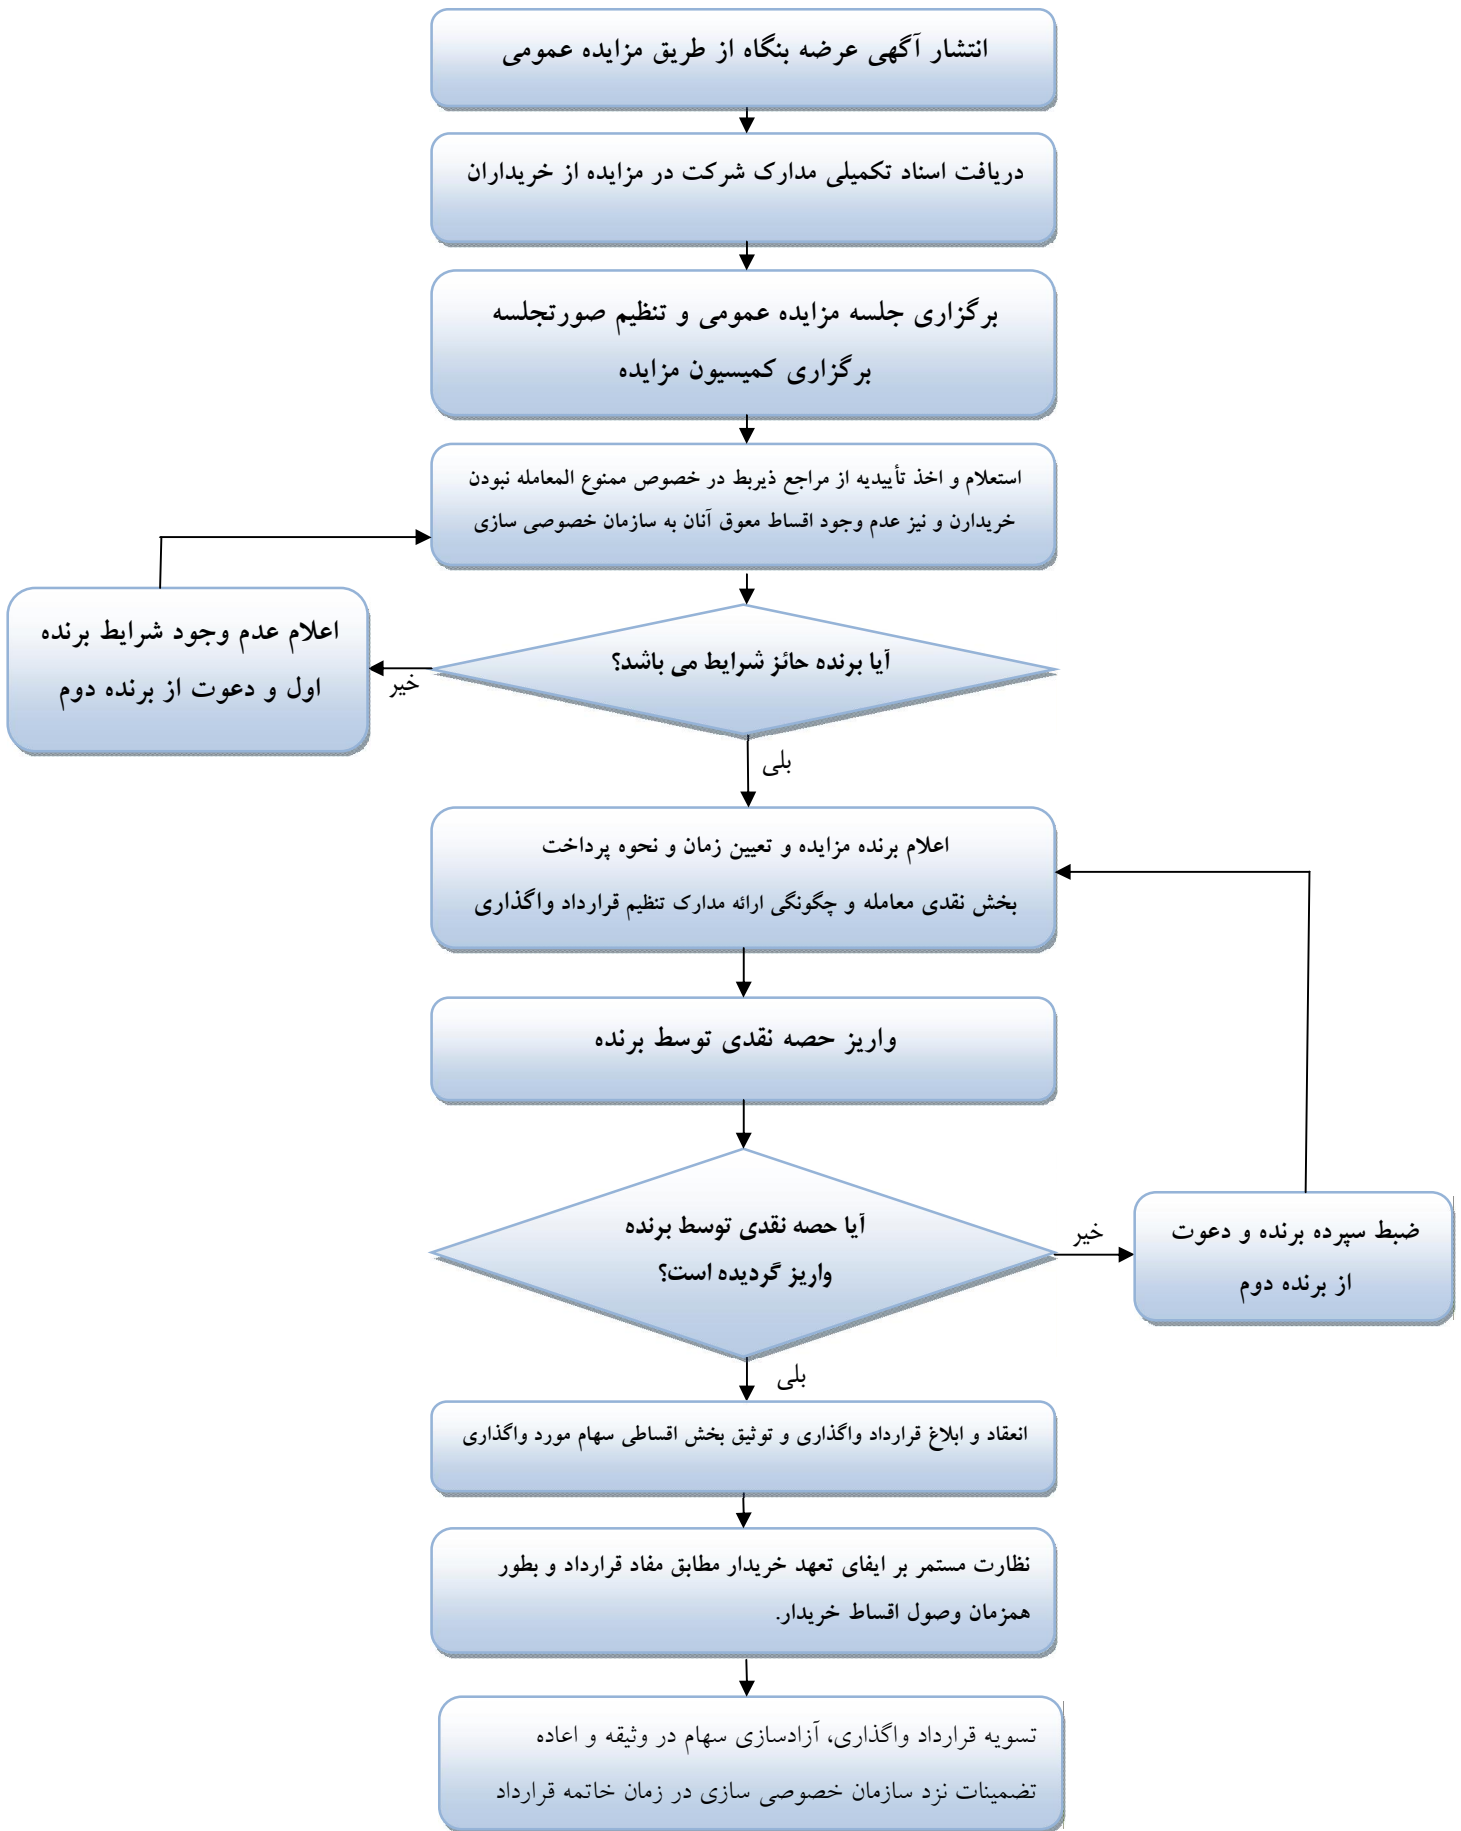 انتشار آگهی عرضه بنگاه از طریق مزایده عمومی
دریافت اسناد تکمیلی مدارک شرکت در مزایده از خریداران
برگزاری جلسه مزایده عمومی و تنظیم صورتجلسه
برگزاری کمیسیون مزایده
استعلام و اخذ تأییدیه از مراجع ذیربط در خصوص ممنوع المعامله نبودن
خریدارن و نیز عدم وجود اقساط معوق آنان به سازمان خصوصی سازی
آیا برنده حائز شرایط می باشد؟
خیر
اعلام عدم وجود شرایط برنده
اول و دعوت از برنده دوم
بلی
اعلام برنده مزایده و تعیین زمان و نحوه پرداخت
بخش نقدی معامله و چگونگی ارائه مدارک تنظیم قرارداد واگذاری
واریز حصه نقدی توسط برنده
آیا حصه نقدی توسط برنده
واریز گردیده است؟
خیر
ضبط سپرده برنده و دعوت
از برنده دوم
بلی
انعقاد و ابلاغ قرارداد واگذاری و توثیق بخش اقساطی سهام مورد واگذاری
نظارت مستمر بر ایفای تعهد خریدار مطابق مفاد قرارداد و بطور
همزمان وصول اقساط خریدار.
تسویه قرارداد واگذاری، آزادسازی سهام در وثیقه و اعاده
تضمینات نزد سازمان خصوصی سازی در زمان خاتمه قرارداد